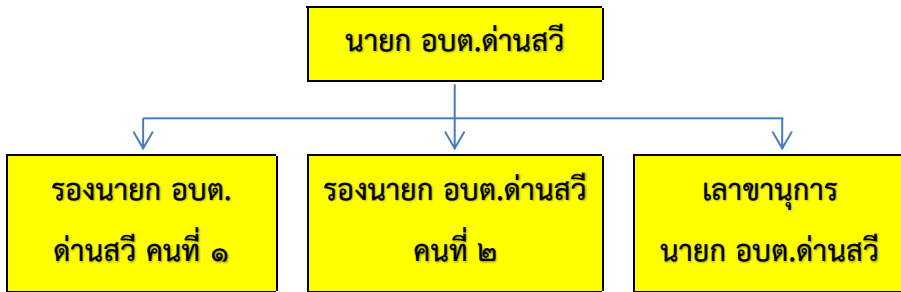 นายก อบต.ด่านสวี
รองนายก อบต.
ด่านสวี คนที่ ๑
รองนายก อบต.ด่านสวี
คนที่ ๒
เลาขานุการ
นายก อบต.ด่านสวี